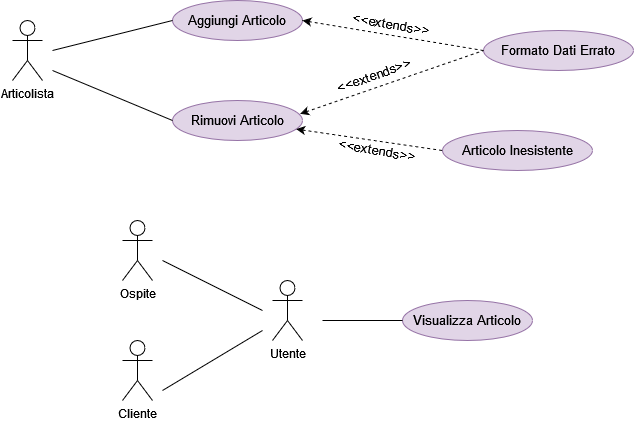 Aggiungi Articolo
<<extends>>
Formato Dati Errato
<<extends>>
Articolista
Rimuovi Articolo
<<extends>>
Articolo Inesistente
Ospite
Visualizza Articolo
Utente
Cliente